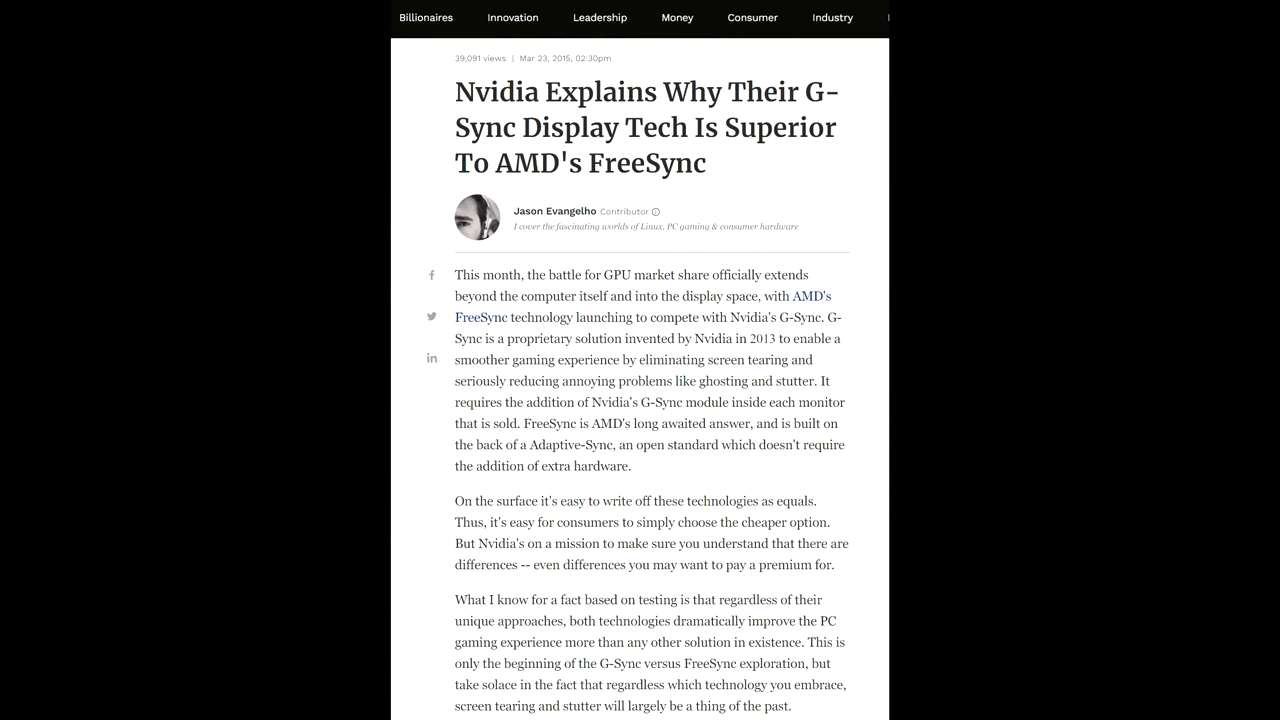 Billionaires Innovation Leadership Money Consumer Industry
39,091 views | Mar 23, 2015, 02:30pm
Nvidia Explains Why Their G-
Sync Display Tech Is Superior
To AMD's FreeSync
Jason Evangelho Contributor
I cover the fascinating worlds of Linux, PC gaming & consumer hardware
This month, the battle for GPU market share officially extends
beyond the computer itself and into the display space, with AMD's
FreeSync technology launching to compete with Nvidia's G-Sync. G-
Sync is a proprietary solution invented by Nvidia in 2013 to enable a
smoother gaming experience by eliminating screen tearing and
seriously reducing annoying problems like ghosting and stutter. It
requires the addition of Nvidia's G-Sync module inside each monitor
that is sold. FreeSync is AMD's long awaited answer, and is built on
the back of a Adaptive-Sync, an open standard which doesn't require
the addition of extra hardware.
On the surface it's easy to write off these technologies as equals.
Thus, it's easy for consumers to simply choose the cheaper option.
But Nvidia's on a mission to make sure you understand that there are
differences -- even differences you may want to pay a premium for.
What I know for a fact based on testing is that regardless of their
unique approaches, both technologies dramatically improve the PC
gaming experience more than any other solution in existence. This is
only the beginning of the G-Sync versus FreeSync exploration, but
take solace in the fact that regardless which technology you embrace,
screen tearing and stutter will largely be a thing of the past.